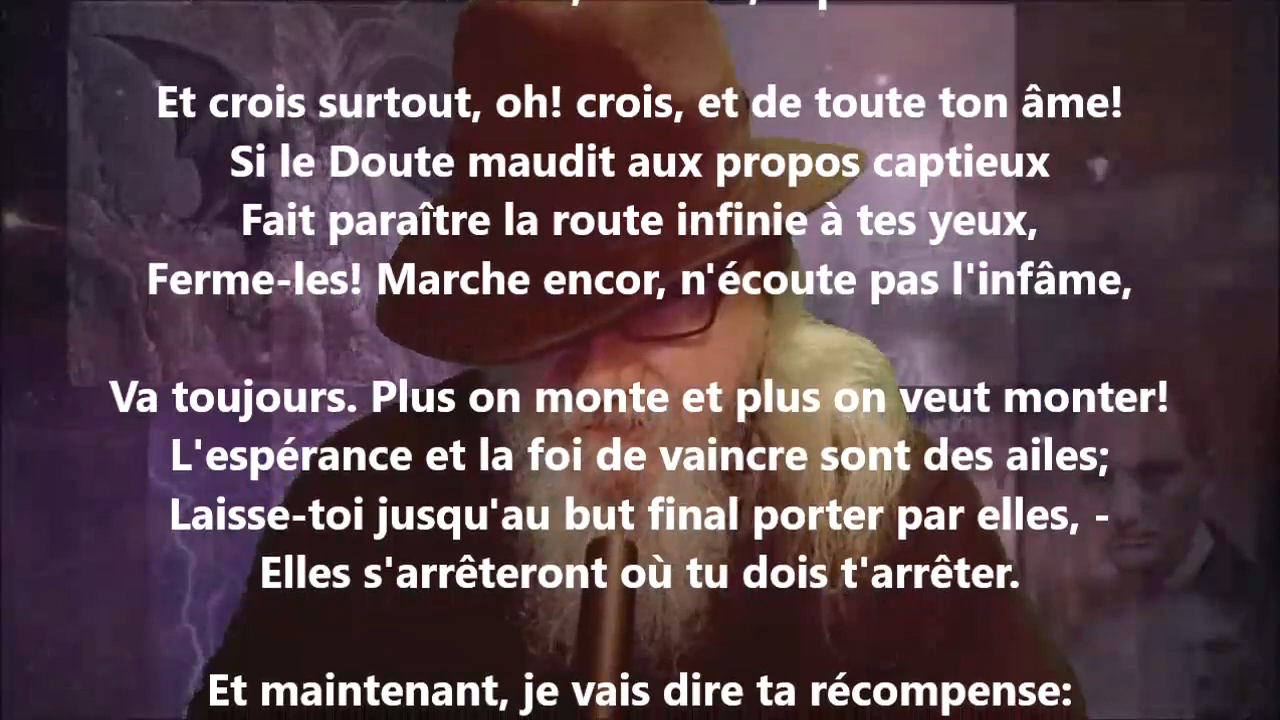 Et crois surtout, oh! crois, et de toute ton âme!
Si le Doute maudit aux propos captieux
Fait paraître la route infinie à tes yeux,
Ferme-les! Marche encor, n'écoute pas l'infâme,
Va toujours. Plus on monte et plus on veut monter!
L'espérance et la foi de vaincre sont des ailes;
Laisse-toi jusqu'au but final porter par elles, -
Elles s'arrêteront où tu dois t'arrêter.
Et maintenant, je vais dire ta récompense: